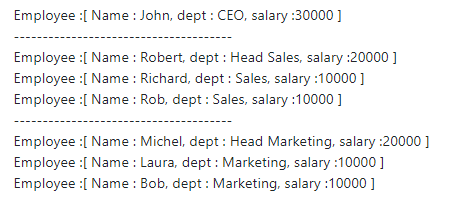 Employee :[ Name : John, dept : CEO, salary :30000 ]
-------------------------------------
Employee :[ Name : Robert, dept : Head Sales, salary :20000 ]
Employee :[ Name : Richard, dept : Sales, salary :10000 ]
Employee :[ Name : Rob, dept : Sales, salary :10000 ]
-------------------------------------
Employee :[ Name : Michel, dept : Head Marketing, salary :20000 ]
Employee :[ Name : Laura, dept : Marketing, salary :10000 ]
Employee :[ Name : Bob, dept : Marketing, salary :10000 ]